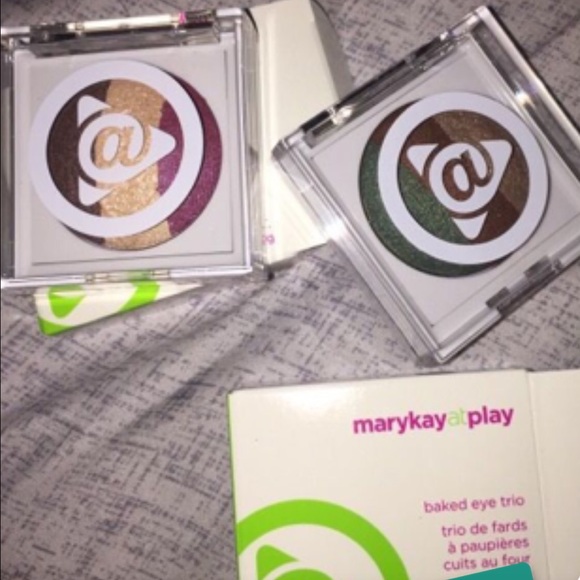 @
@
marykayatplay
baked eye trio
trio de fards
à paupières
cuits au four